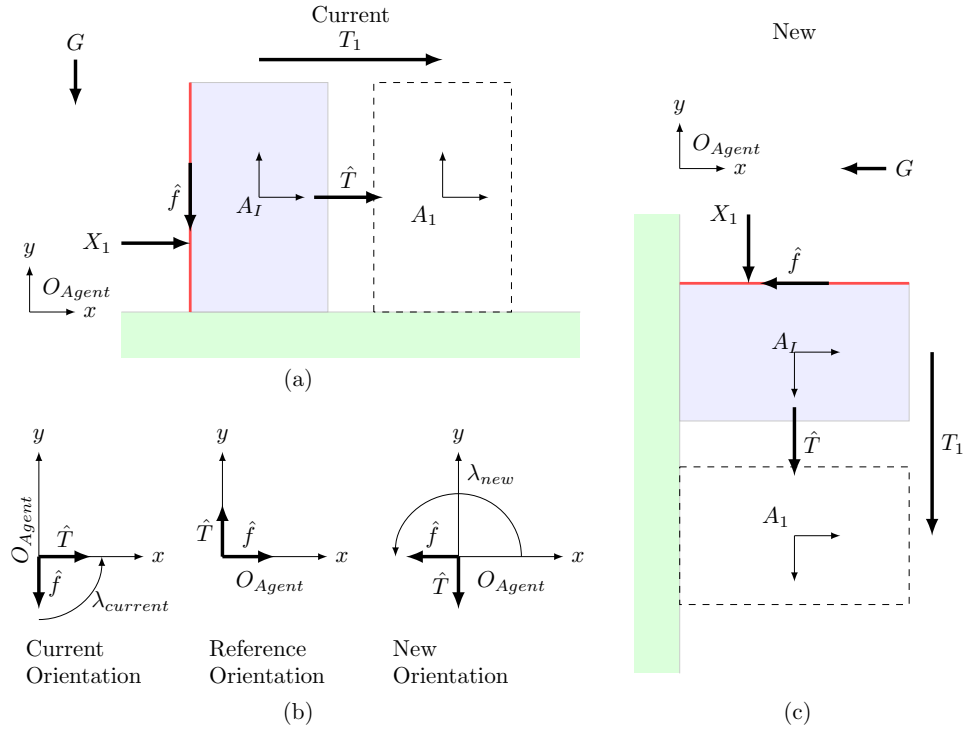 Current
T₁
G
f̂
T̂
A_I
A₁
X₁
y
O_Agent
x
(a)
New
y
O_Agent
x
G
X₁
f̂
A_I
T̂
T₁
A₁
(c)
y
O_Agent
T̂
x
f̂
λ_current
Current
Orientation
y
T̂
f̂
x
O_Agent
Reference
Orientation
y
λ_new
f̂
x
T̂
O_Agent
New
Orientation
(b)